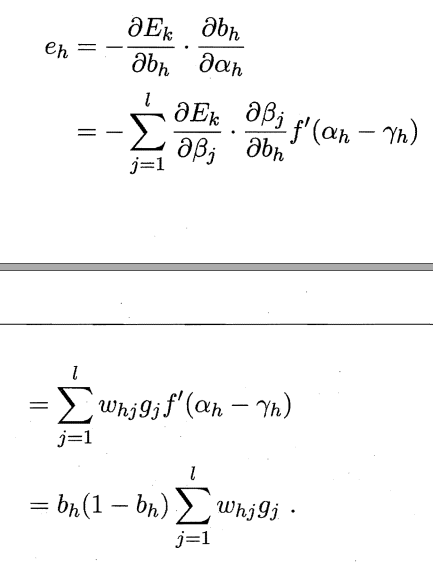 e_h = -\frac{\partial E_k}{\partial b_h} \cdot \frac{\partial b_h}{\partial \alpha_h}
= -\sum_{j=1}^{l} \frac{\partial E_k}{\partial \beta_j} \cdot \frac{\partial \beta_j}{\partial b_h} f'(\alpha_h - \gamma_h)
= \sum_{j=1}^{l} w_{hj} g_j f'(\alpha_h - \gamma_h)
= b_h(1 - b_h) \sum_{j=1}^{l} w_{hj} g_j .